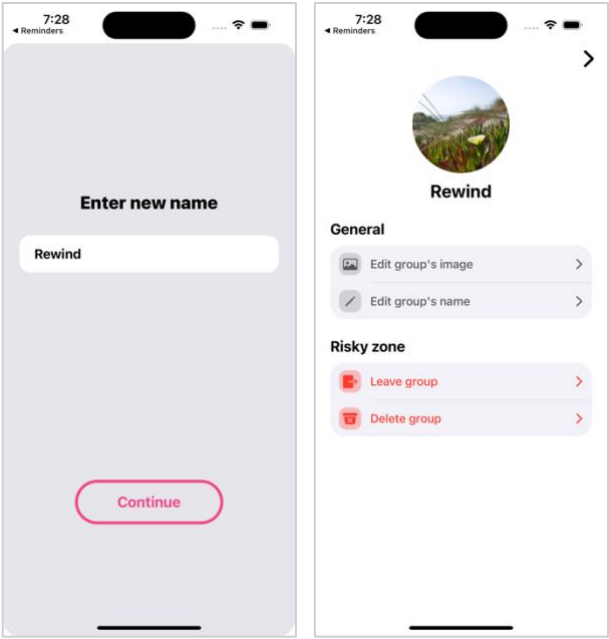 7:28
◀ Reminders
Enter new name
Rewind
Continue
7:28
◀ Reminders
Rewind
General
Edit group's image
Edit group's name
Risky zone
Leave group
Delete group